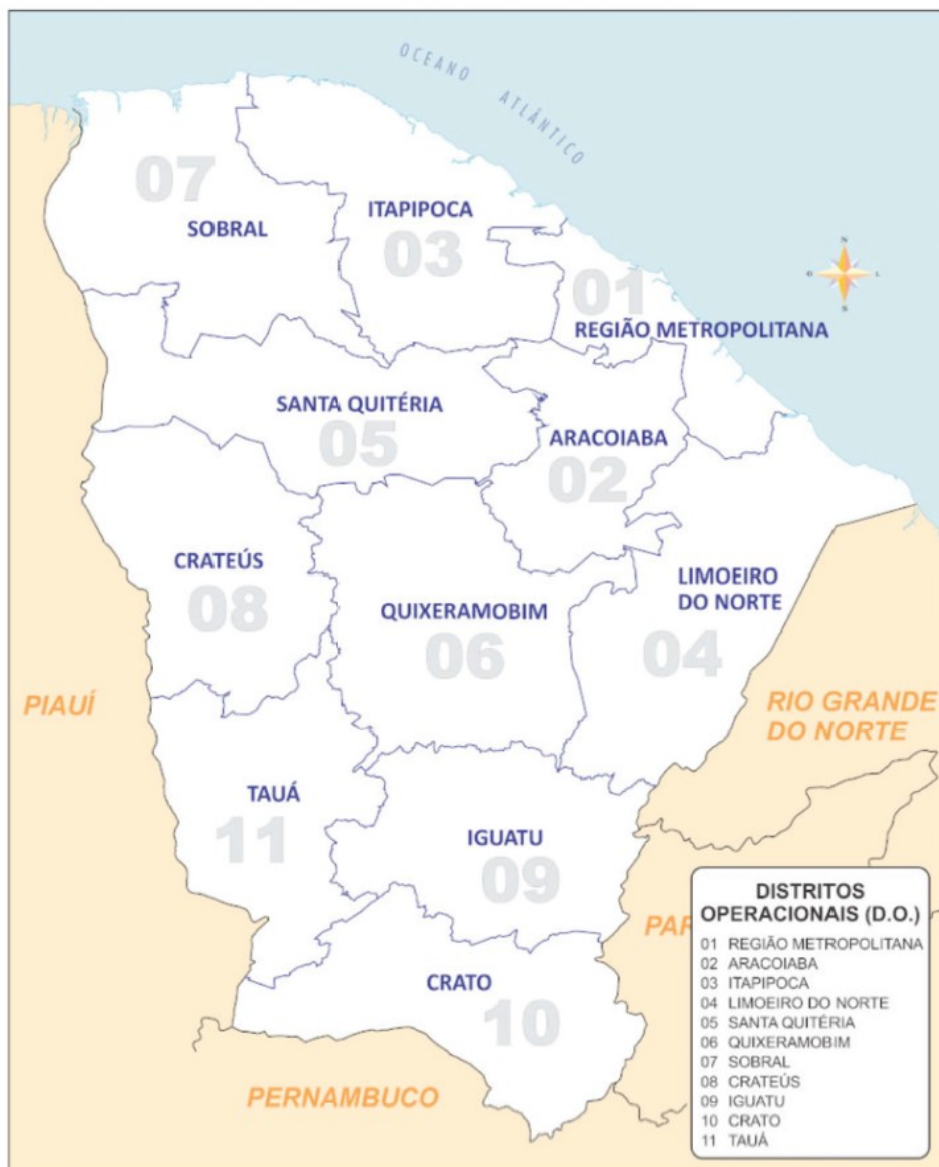 OCEANO
ATLÂNTICO
07
SOBRAL
ITAPIPOCA
03
01
REGIÃO METROPOLITANA
N
O
L
S
SANTA QUITÉRIA
05
ARACOIABA
02
CRATEÚS
08
QUIXERAMOBIM
06
LIMOEIRO
DO NORTE
04
PIAUÍ
RIO GRANDE
DO NORTE
TAUÁ
11
IGUATU
09
PAR
CRATO
10
PERNAMBUCO
DISTRITOS
OPERACIONAIS (D.O.)
01 REGIÃO METROPOLITANA
02 ARACOIABA
03 ITAPIPOCA
04 LIMOEIRO DO NORTE
05 SANTA QUITÉRIA
06 QUIXERAMOBIM
07 SOBRAL
08 CRATEÚS
09 IGUATU
10 CRATO
11 TAUÁ